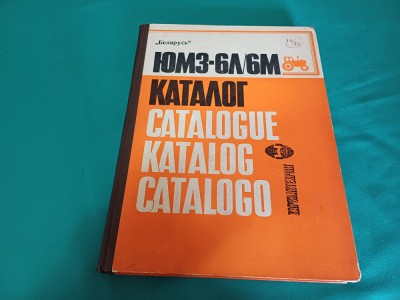 „Беларусь"
ЮМЗ-6Л/6М
КАТАЛОГ
CATALOGUE
KATALOG
CATALOGO